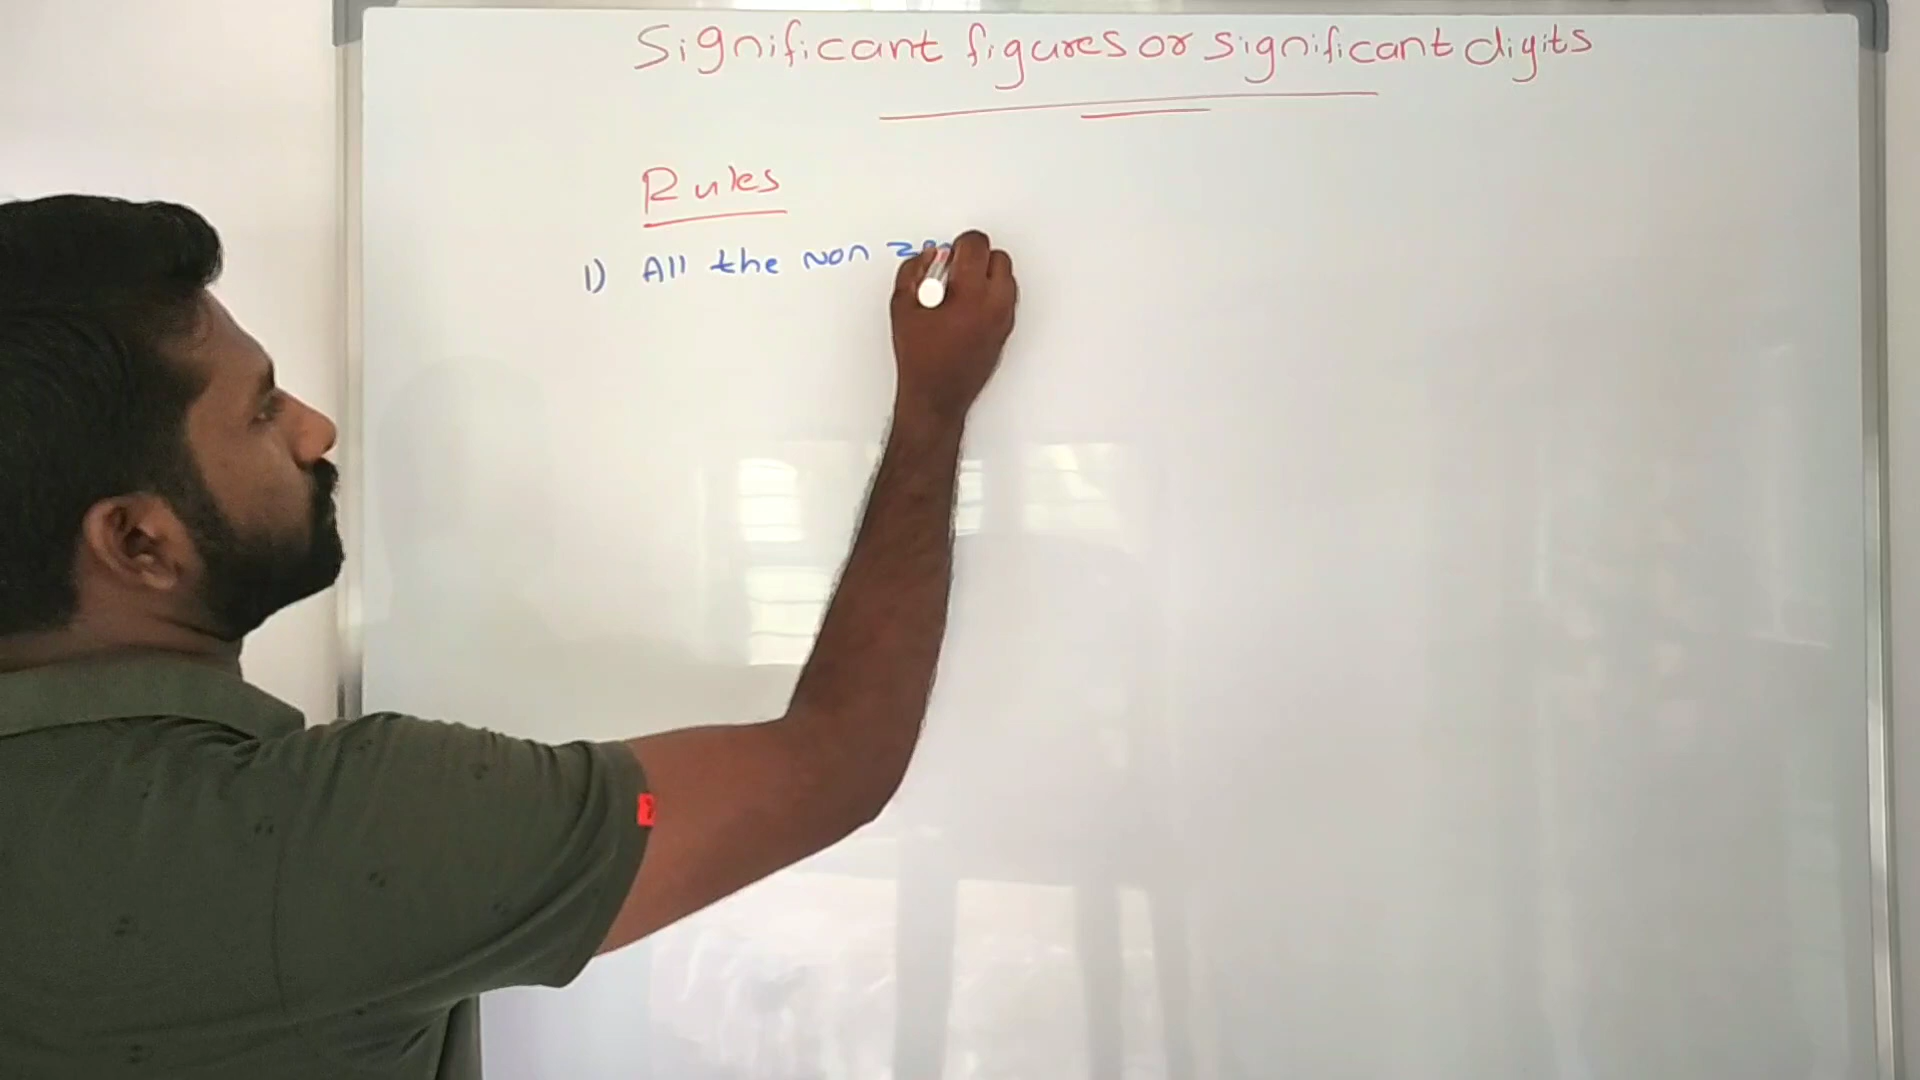 Significant figures or significant digits
Rules
1) All the Non